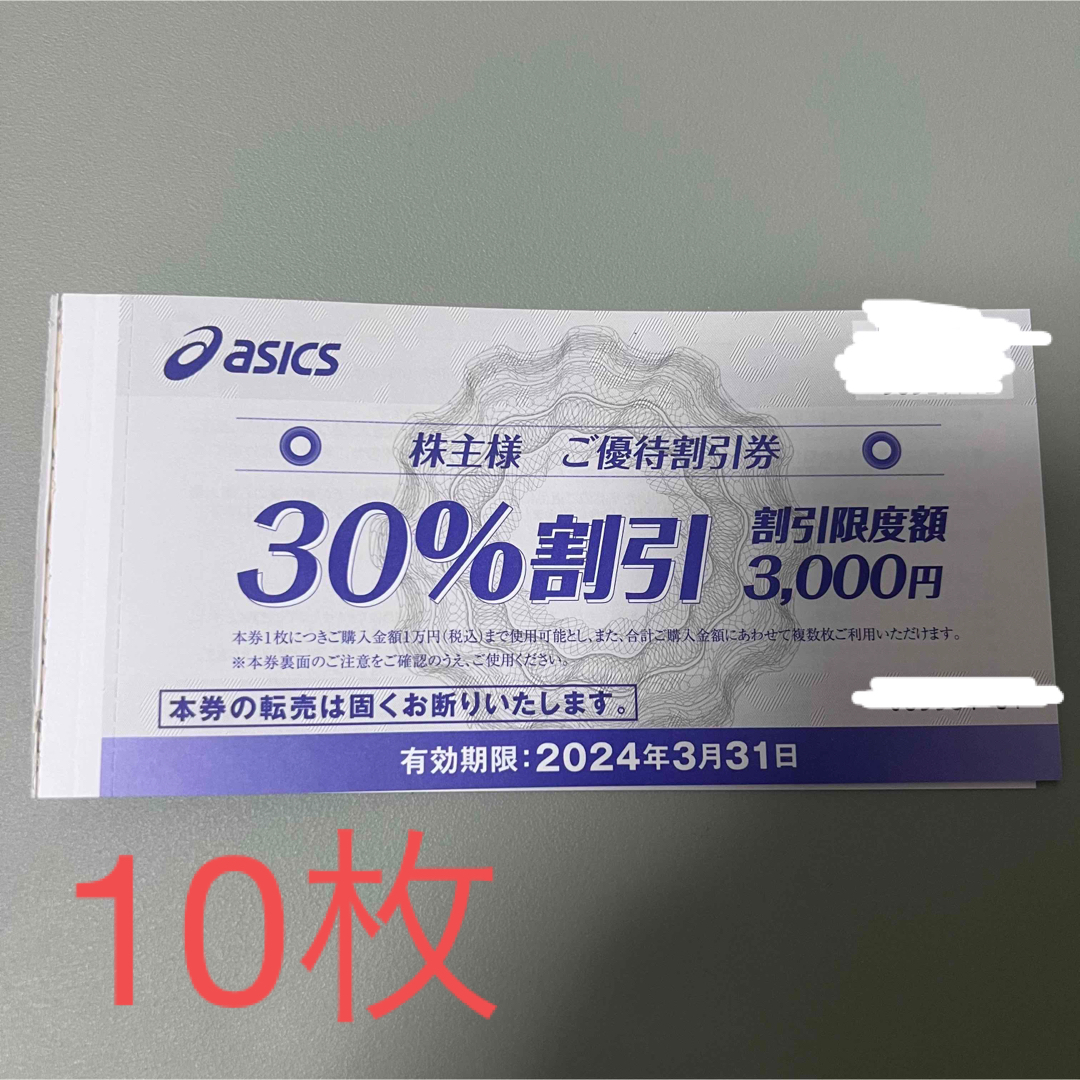 asics
株主様 ご優待割引券
30%割引
割引限度額
3,000円
本券1枚につきご購入金額1万円(税込)まで使用可能とし、また、合計ご購入金額にあわせて複数枚ご利用いただけます。
※本券裏面のご注意をご確認のうえ、ご使用ください。
本券の転売は固くお断りいたします。
有効期限:2024年3月31日
10枚